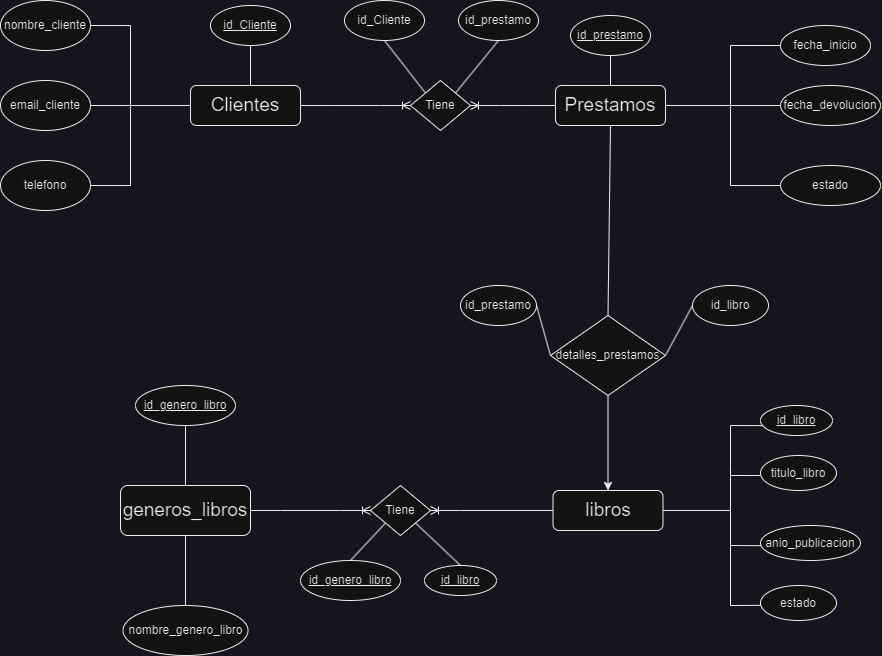 nombre_cliente
id_Cliente
id_Cliente
id_prestamo
id_prestamo
fecha_inicio
email_cliente
Clientes
Tiene
Prestamos
fecha_devolucion
telefono
estado
id_prestamo
id_libro
detalles_prestamos
id_genero_libro
id_libro
titulo_libro
generos_libros
Tiene
libros
anio_publicacion
id_genero_libro
id_libro
estado
nombre_genero_libro